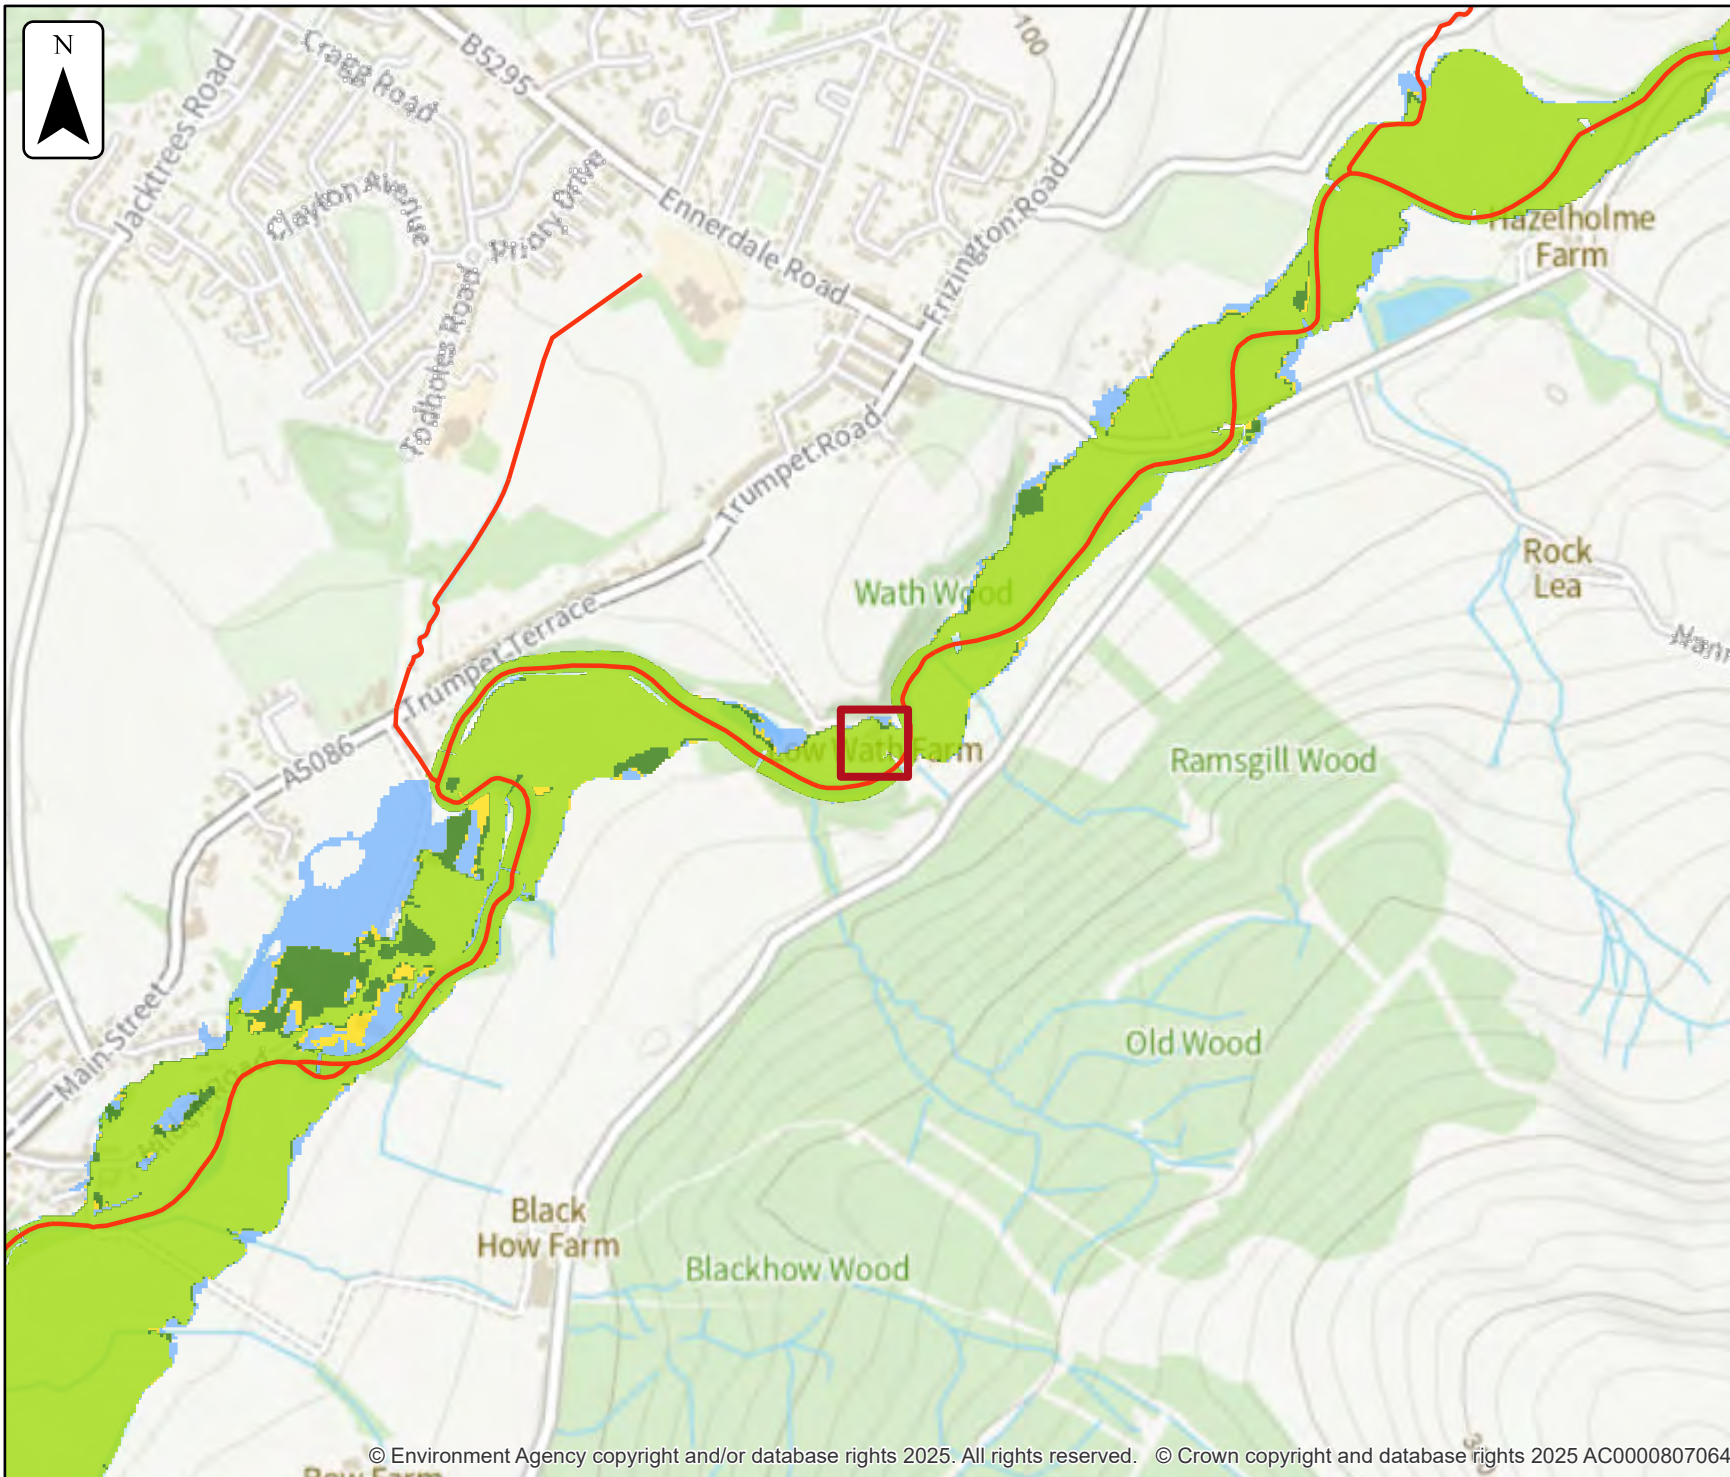 N
Cragg Road
B5295
100
Jacktrees Road
Clayton Avenue
Priory Drive
Ennerdale Road
Frizington Road
Hazelholme
Farm
Todholes Road
Trumpet Road
Wath Wood
Rock
Lea
Trumpet Terrace
A5086
Low Wath Farm
Ramsgill Wood
Main Street
Old Wood
Black
How Farm
Blackhow Wood
© Environment Agency copyright and/or database rights 2025. All rights reserved. © Crown copyright and database rights 2025 AC0000807064